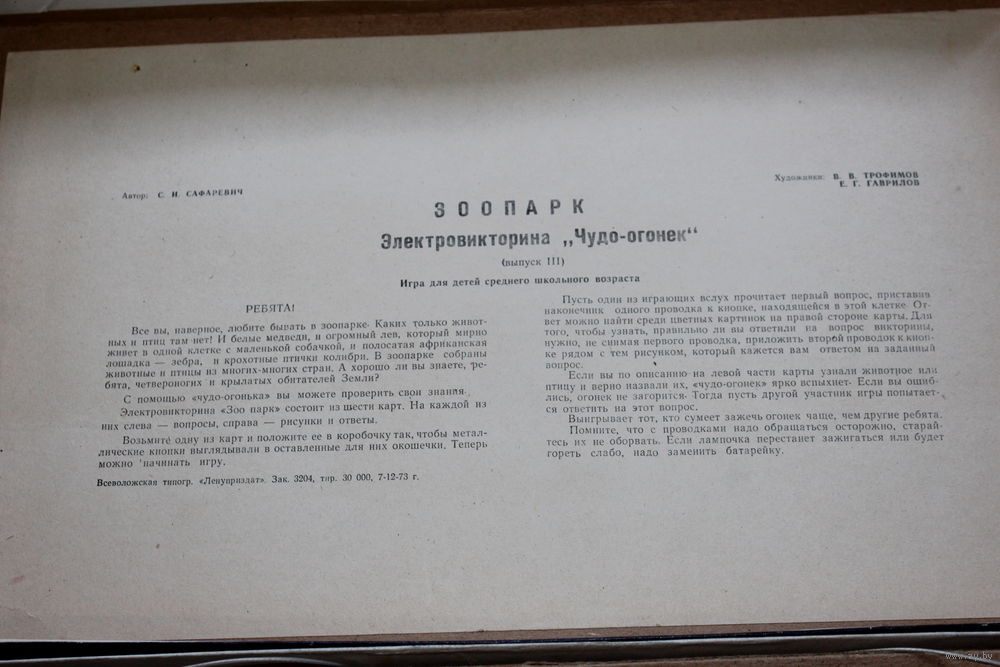 Автор: С. И. САФАРЕВИЧ
Художники: В. В. ТРОФИМОВ
Е. Г. ГАВРИЛОВ
ЗООПАРК
Электровикторина „Чудо-огонек“
(выпуск III)
Игра для детей среднего школьного возраста
РЕБЯТА!
Все вы, наверное, любите бывать в зоопарке. Каких только живот-
ных и птиц там нет! И белые медведи, и огромный лев, который мирно
живет в одной клетке с маленькой собачкой, и полосатая африканская
лошадка — зебра, и крохотные птички колибри. В зоопарке собраны
животные и птицы из многих-многих стран. А хорошо ли вы знаете, ре-
бята, четвероногих и крылатых обитателей Земли?
С помощью «чудо-огонька» вы можете проверить свои знания.
Электровикторина «Зоо парк» состоит из шести карт. На каждой из
них слева — вопросы, справа — рисунки и ответы.
Возьмите одну из карт и положите ее в коробочку так, чтобы метал-
лические кнопки выглядывали в оставленные для них окошечки. Теперь
можно начинать игру.
Всеволожская типогр. «Ленуприздат». Зак. 3204, тир. 30 000, 7-12-73 г.
Пусть один из играющих вслух прочитает первый вопрос, приставив
наконечник одного проводка к кнопке, находящейся в этой клетке. От-
вет можно найти среди цветных картинок на правой стороне карты. Для
того, чтобы узнать, правильно ли вы ответили на вопрос викторины,
нужно, не снимая первого проводка, приложить второй проводок к кноп-
ке рядом с тем рисунком, который кажется вам ответом на заданный
вопрос.
Если вы по описанию на левой части карты узнали животное или
птицу и верно назвали их, «чудо-огонек» ярко вспыхнет. Если вы ошиб-
лись, огонек не загорится. Тогда пусть другой участник игры попытает-
ся ответить на этот вопрос.
Выигрывает тот, кто сумеет зажечь огонек чаще, чем другие ребята.
Помните, что с проводками надо обращаться осторожно, старай-
тесь их не оборвать. Если лампочка перестанет зажигаться или будет
гореть слабо, надо заменить батарейку.